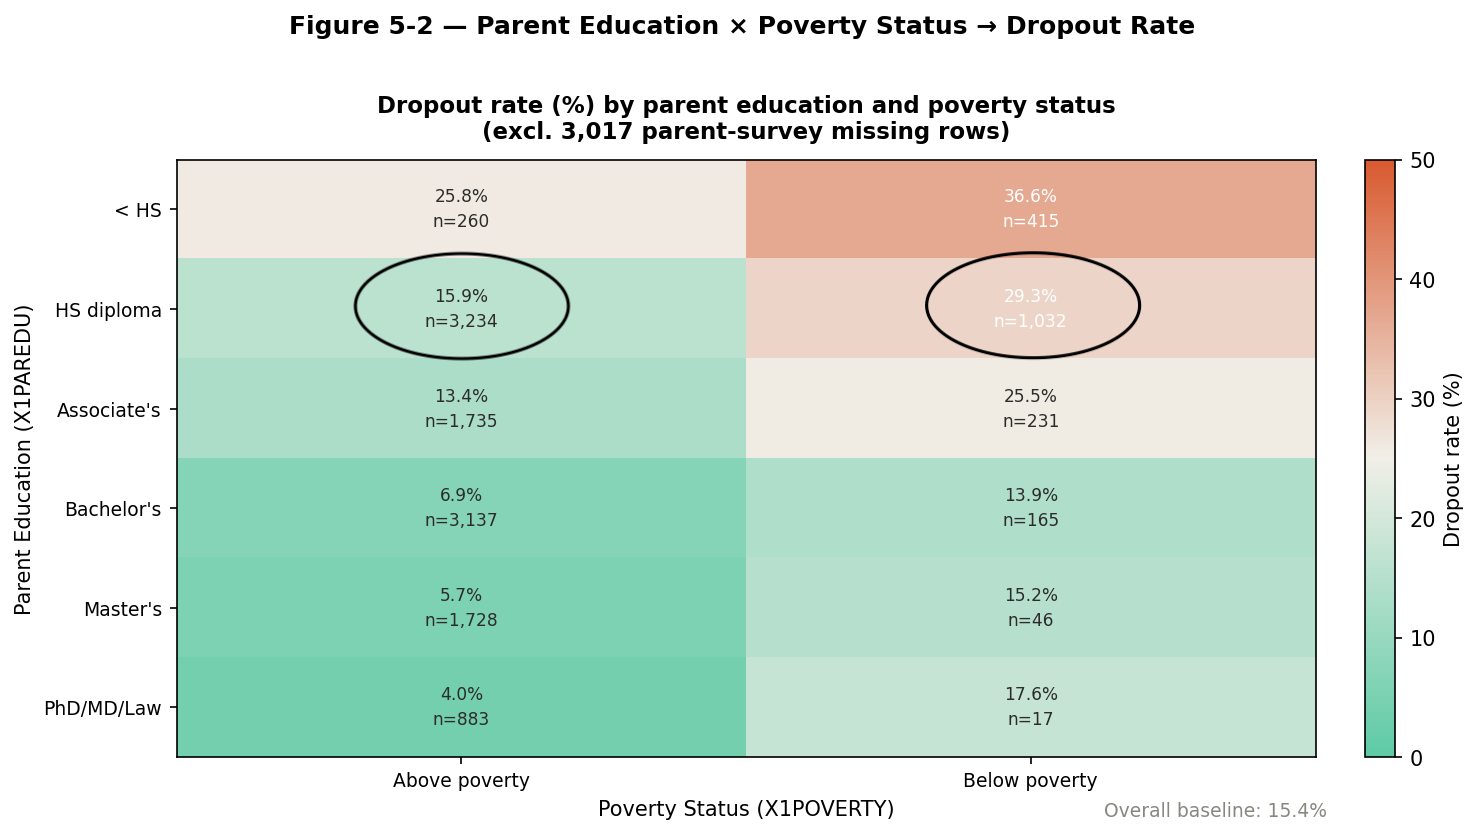 Figure 5-2 — Parent Education × Poverty Status → Dropout Rate
Dropout rate (%) by parent education and poverty status
(excl. 3,017 parent-survey missing rows)
Parent Education (X1PAREDU)
< HS
25.8%
n=260
36.6%
n=415
HS diploma
15.9%
n=3,234
29.3%
n=1,032
Associate's
13.4%
n=1,735
25.5%
n=231
Bachelor's
6.9%
n=3,137
13.9%
n=165
Master's
5.7%
n=1,728
15.2%
n=46
PhD/MD/Law
4.0%
n=883
17.6%
n=17
Above poverty
Below poverty
Poverty Status (X1POVERTY)
Overall baseline: 15.4%
50
40
30
20
10
0
Dropout rate (%)